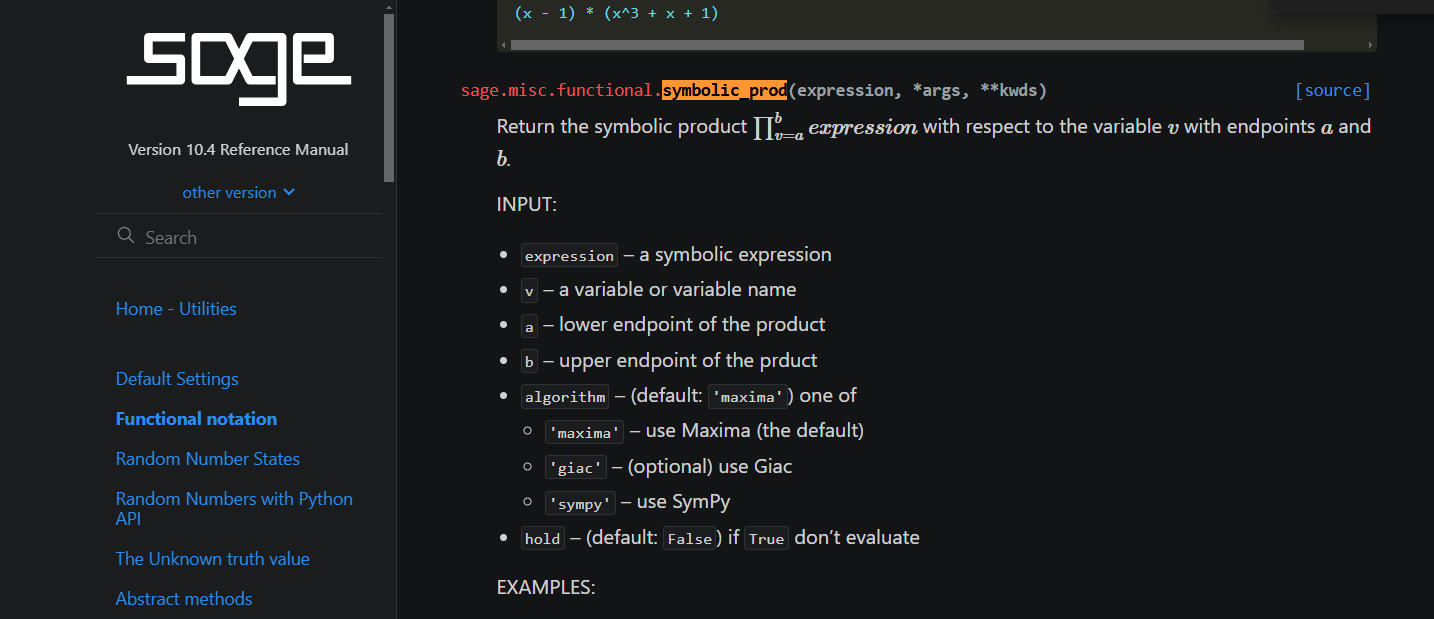 sage
Version 10.4 Reference Manual
other version
Search
Home - Utilities
Default Settings
Functional notation
Random Number States
Random Numbers with Python
API
The Unknown truth value
Abstract methods
(x - 1) * (x^3 + x + 1)
sage.misc.functional.symbolic_prod(expression, *args, **kwds) [source]
Return the symbolic product ∏_{v=a}^{b} expression with respect to the variable v with endpoints a and
b.
INPUT:
• expression – a symbolic expression
• v – a variable or variable name
• a – lower endpoint of the product
• b – upper endpoint of the prduct
• algorithm – (default: 'maxima') one of
◦ 'maxima' – use Maxima (the default)
◦ 'giac' – (optional) use Giac
◦ 'sympy' – use SymPy
• hold – (default: False) if True don’t evaluate
EXAMPLES: